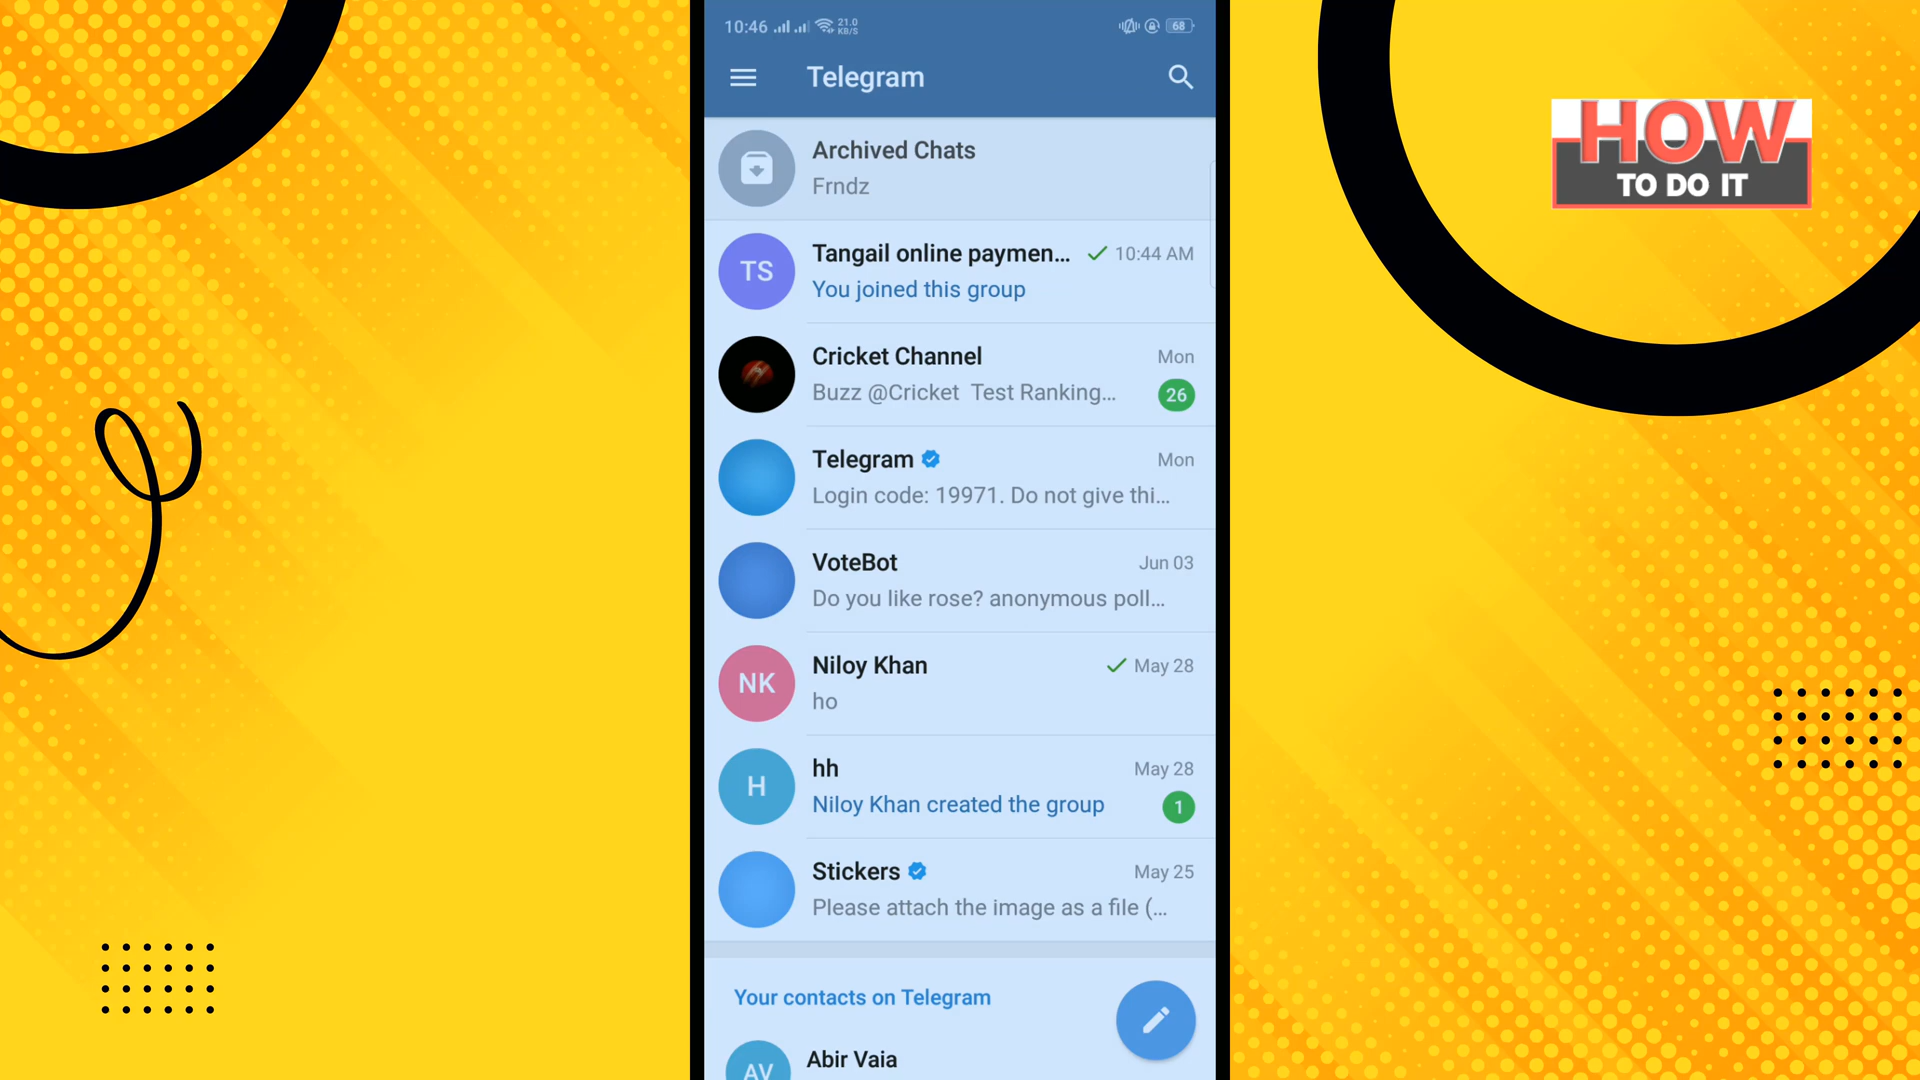 10:46
21.0
KB/S
68
Telegram
HOW
TO DO IT
Archived Chats
Frndz
TS
Tangail online paymen...
10:44 AM
You joined this group
Cricket Channel
Mon
Buzz @Cricket Test Ranking...
26
Telegram
Mon
Login code: 19971. Do not give thi...
VoteBot
Jun 03
Do you like rose? anonymous poll...
NK
Niloy Khan
May 28
ho
H
hh
May 28
Niloy Khan created the group
1
Stickers
May 25
Please attach the image as a file (...
Your contacts on Telegram
AV
Abir Vaia